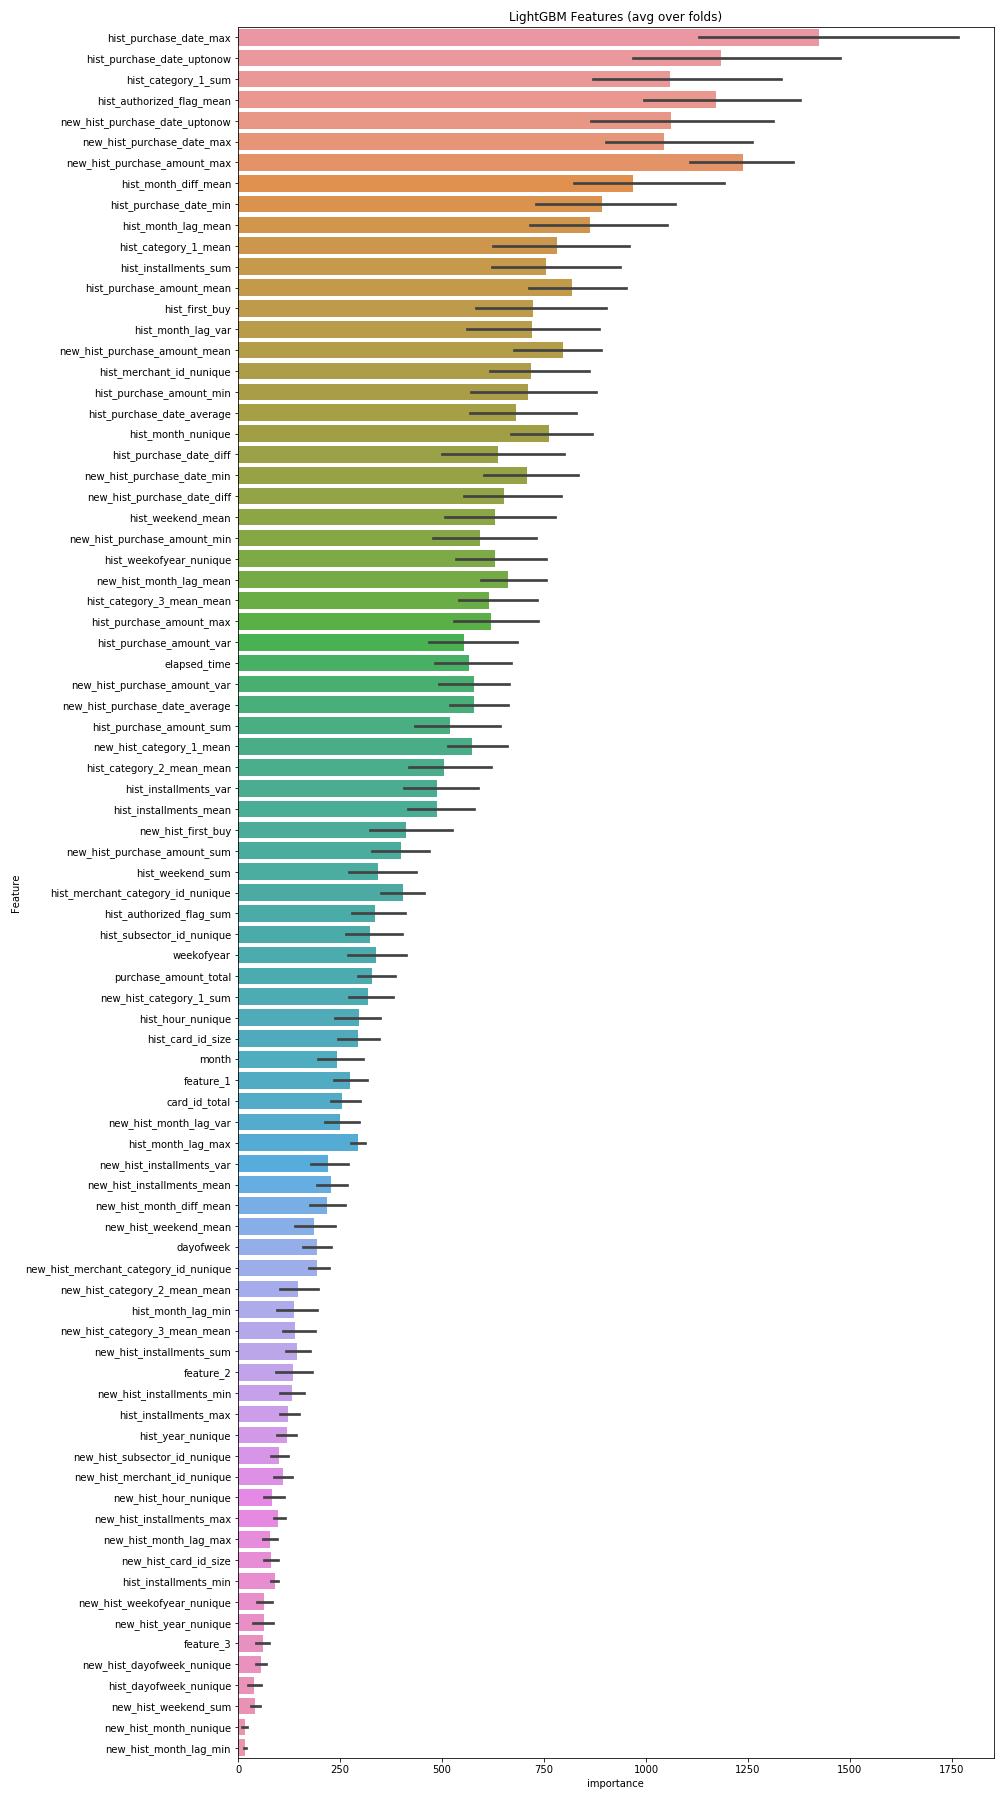 LightGBM Features (avg over folds)
hist_purchase_date_max
hist_purchase_date_uptonow
hist_category_1_sum
hist_authorized_flag_mean
new_hist_purchase_date_uptonow
new_hist_purchase_date_max
new_hist_purchase_amount_max
hist_month_diff_mean
hist_purchase_date_min
hist_month_lag_mean
hist_category_1_mean
hist_installments_sum
hist_purchase_amount_mean
hist_first_buy
hist_month_lag_var
new_hist_purchase_amount_mean
hist_merchant_id_nunique
hist_purchase_amount_min
hist_purchase_date_average
hist_month_nunique
hist_purchase_date_diff
new_hist_purchase_date_min
new_hist_purchase_date_diff
hist_weekend_mean
new_hist_purchase_amount_min
hist_weekofyear_nunique
new_hist_month_lag_mean
hist_category_3_mean_mean
hist_purchase_amount_max
hist_purchase_amount_var
elapsed_time
new_hist_purchase_amount_var
new_hist_purchase_date_average
hist_purchase_amount_sum
new_hist_category_1_mean
hist_category_2_mean_mean
hist_installments_var
hist_installments_mean
new_hist_first_buy
new_hist_purchase_amount_sum
hist_weekend_sum
hist_merchant_category_id_nunique
hist_authorized_flag_sum
hist_subsector_id_nunique
weekofyear
purchase_amount_total
new_hist_category_1_sum
hist_hour_nunique
hist_card_id_size
month
feature_1
card_id_total
new_hist_month_lag_var
hist_month_lag_max
new_hist_installments_var
new_hist_installments_mean
new_hist_month_diff_mean
new_hist_weekend_mean
dayofweek
new_hist_merchant_category_id_nunique
new_hist_category_2_mean_mean
hist_month_lag_min
new_hist_category_3_mean_mean
new_hist_installments_sum
feature_2
new_hist_installments_min
hist_installments_max
hist_year_nunique
new_hist_subsector_id_nunique
new_hist_merchant_id_nunique
new_hist_hour_nunique
new_hist_installments_max
new_hist_month_lag_max
new_hist_card_id_size
hist_installments_min
new_hist_weekofyear_nunique
new_hist_year_nunique
feature_3
new_hist_dayofweek_nunique
hist_dayofweek_nunique
new_hist_weekend_sum
new_hist_month_nunique
new_hist_month_lag_min
Feature
0 250 500 750 1000 1250 1500 1750
importance